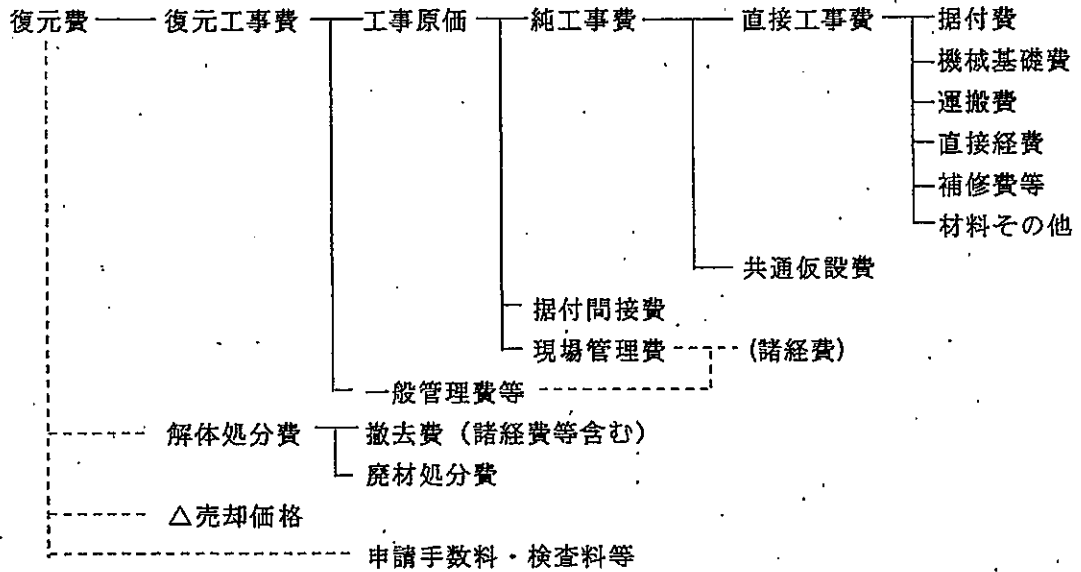 復元費 復元工事費 工事原価 純工事費 直接工事費 据付費
機械基礎費
運搬費
直接経費
補修費等
材料その他
共通仮設費
据付間接費
現場管理費 (諸経費)
一般管理費等
解体処分費 撤去費（諸経費等含む）
廃材処分費
△売却価格
申請手数料・検査料等